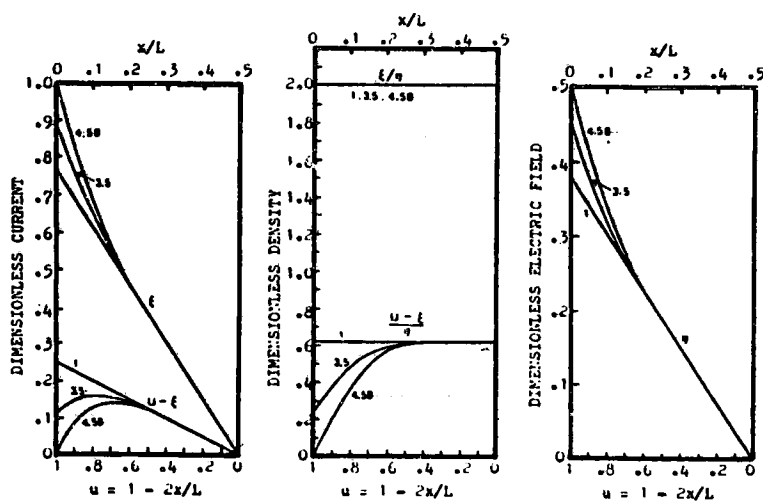 x/L
0 .1 .2 .3 .5
1.0
.9
.8
.7
.6
.5
.4
.3
.2
.1
0
DIMENSIONLESS CURRENT
4.58
3.5
ξ
1
3.5
u - ξ
4.58
1 .8 .6 .4 .2 0
u = 1 - 2x/L
x/L
0 .1 .2 .3 .5
2.0
1.8
1.6
1.4
1.2
1.0
.8
.6
.4
.2
0
DIMENSIONLESS DENSITY
ξ/η
1, 3.5, 4.58
u - ξ
η
1
3.5
4.58
1 .8 .6 .4 .2 0
u = 1 - 2x/L
x/L
0 .1 .2 .3 .5
.5
.4
.3
.2
.1
0
DIMENSIONLESS ELECTRIC FIELD
4.58
3.5
1
η
1 .8 .6 .4 .2 0
u = 1 - 2x/L